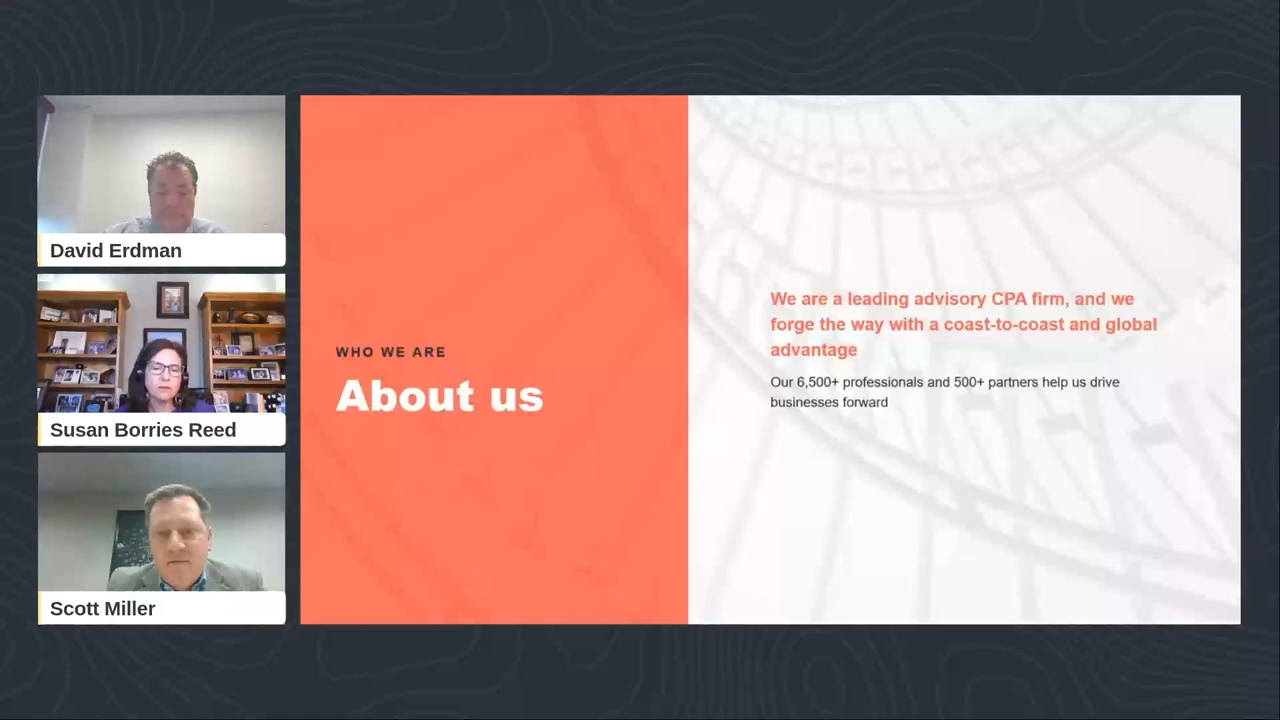 David Erdman
Susan Borries Reed
Scott Miller
WHO WE ARE
About us
We are a leading advisory CPA firm, and we
forge the way with a coast-to-coast and global
advantage
Our 6,500+ professionals and 500+ partners help us drive
businesses forward